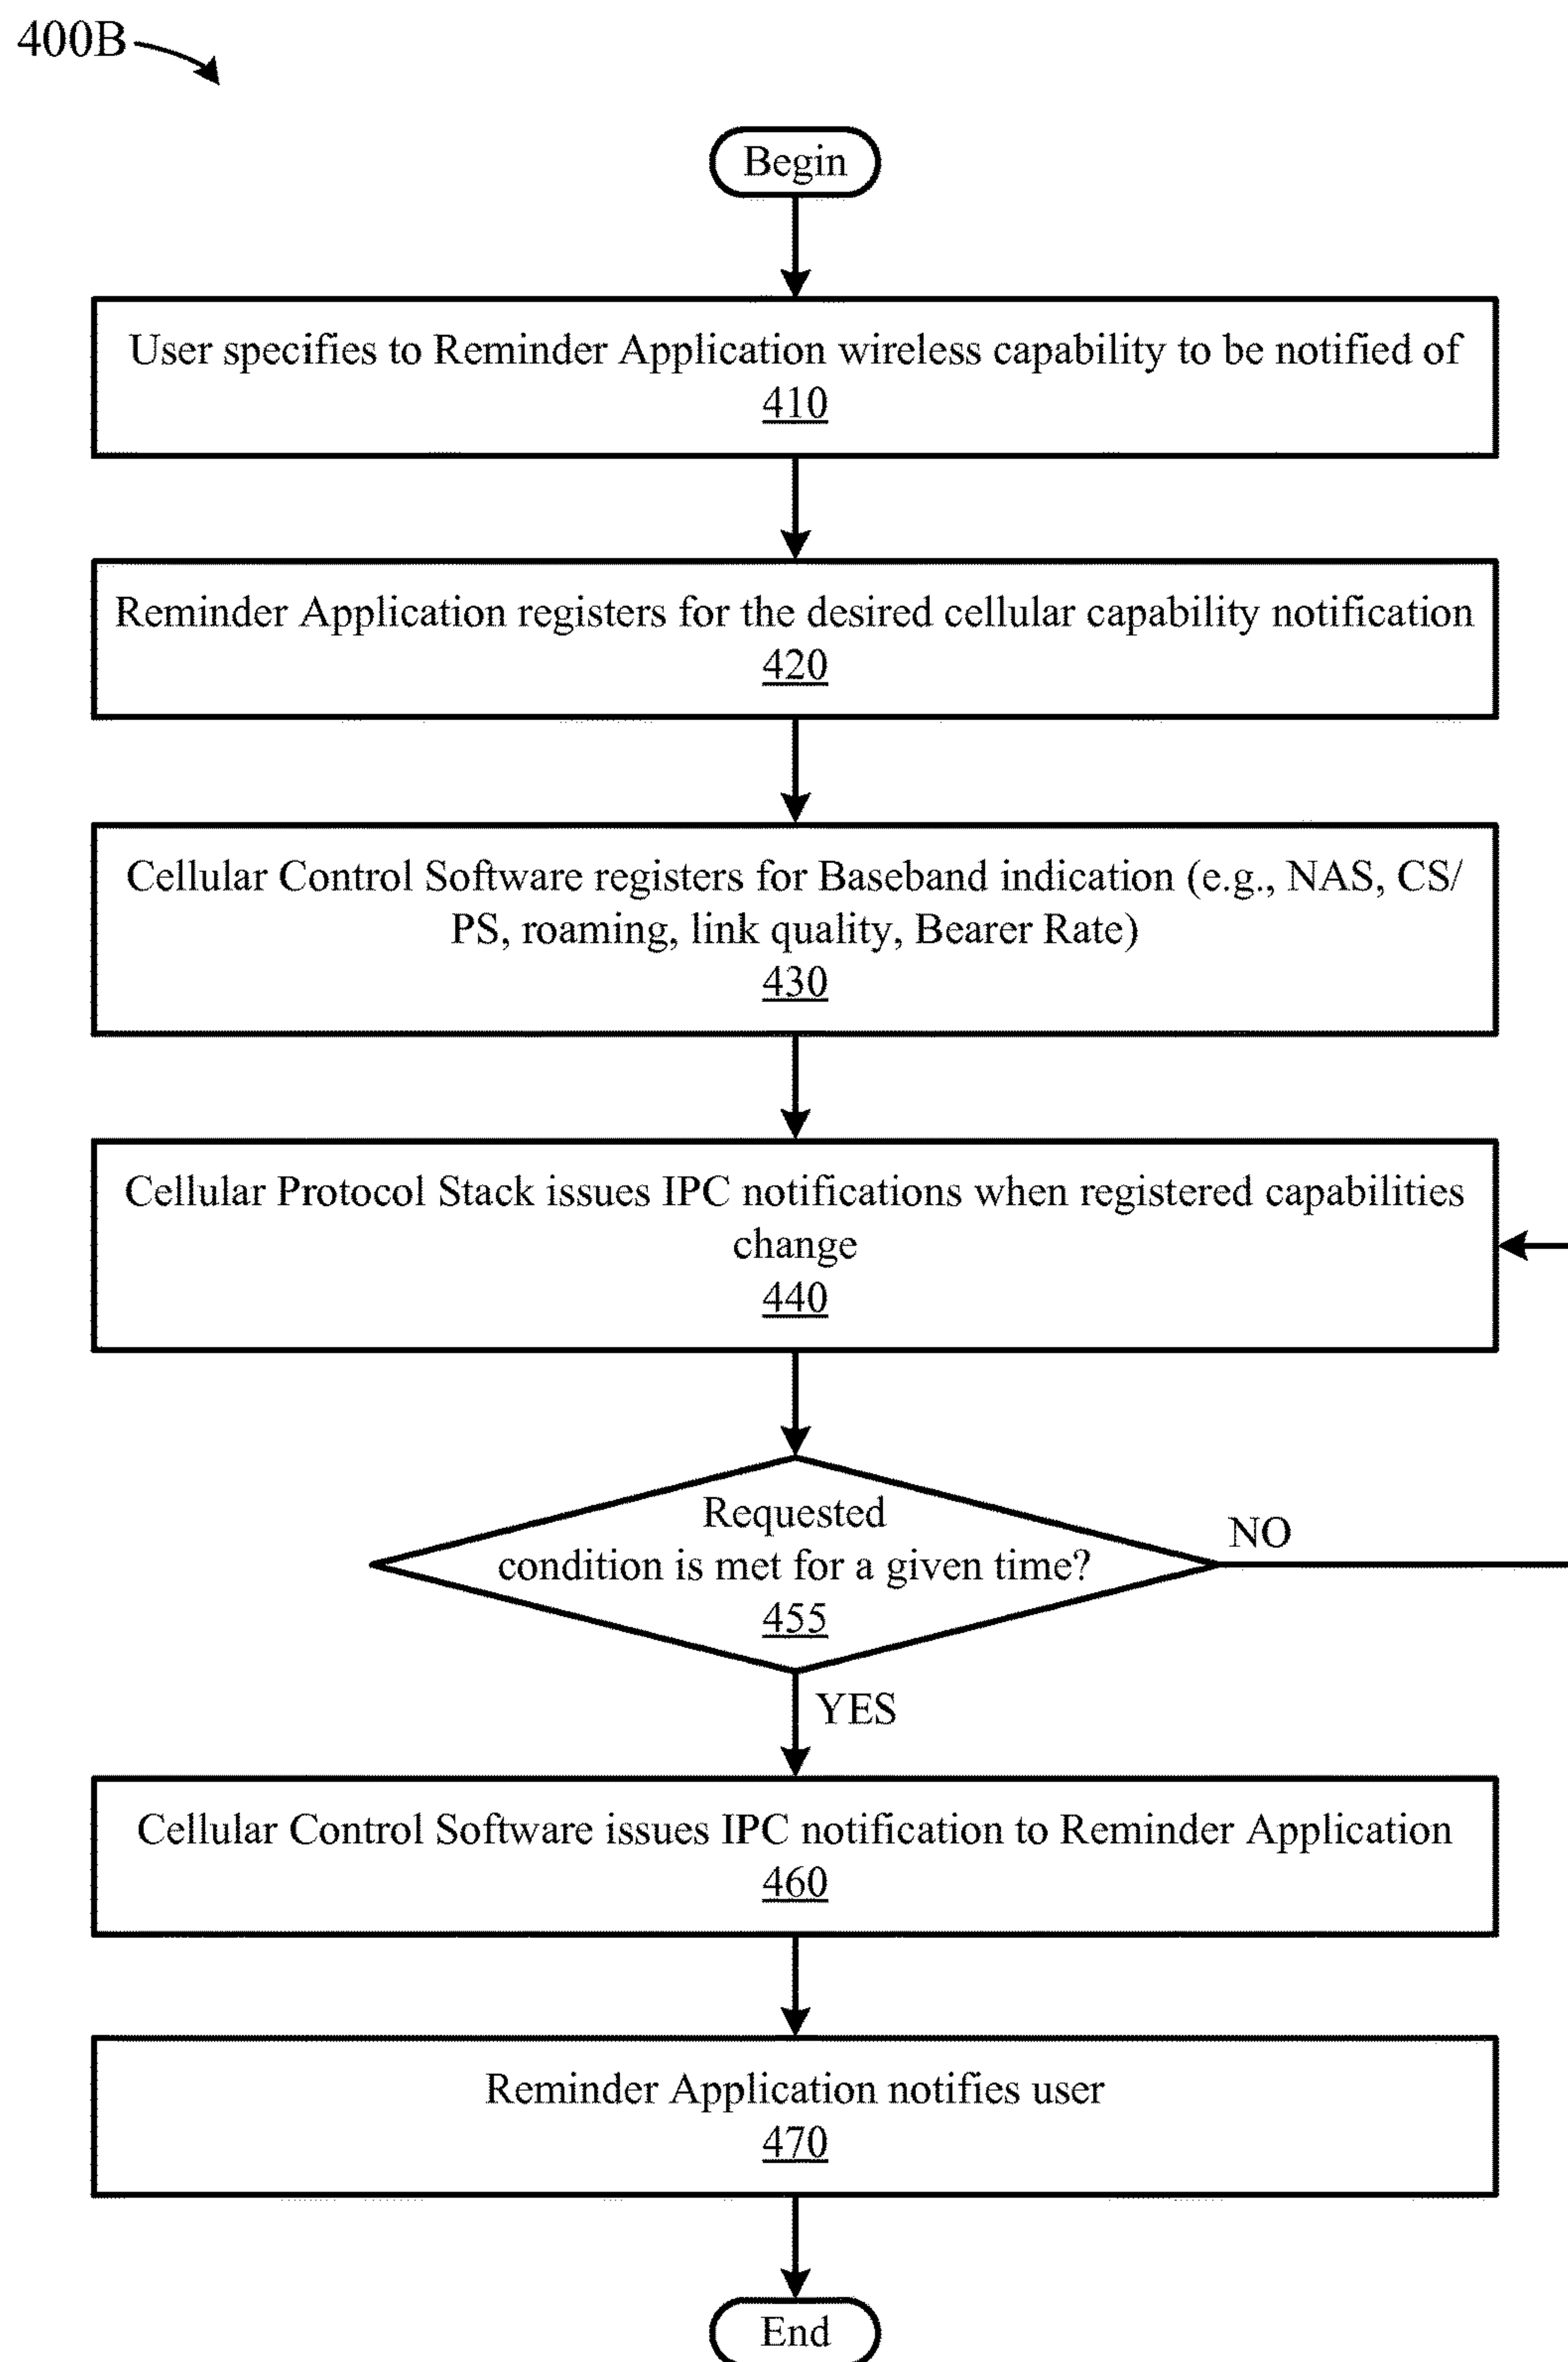 400B
Begin
User specifies to Reminder Application wireless capability to be notified of
410
Reminder Application registers for the desired cellular capability notification
420
Cellular Control Software registers for Baseband indication (e.g., NAS, CS/
PS, roaming, link quality, Bearer Rate)
430
Cellular Protocol Stack issues IPC notifications when registered capabilities
change
440
Requested
condition is met for a given time?
455
NO
YES
Cellular Control Software issues IPC notification to Reminder Application
460
Reminder Application notifies user
470
End